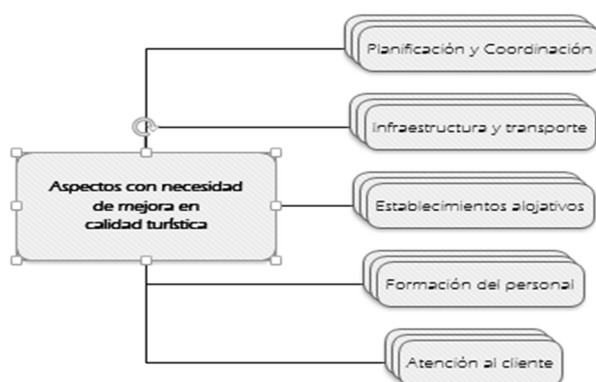 Planificación y Coordinación
Infraestructura y transporte
Aspectos con necesidad
de mejora en
calidad turística
Establecimientos alojativos
Formación del personal
Atención al cliente